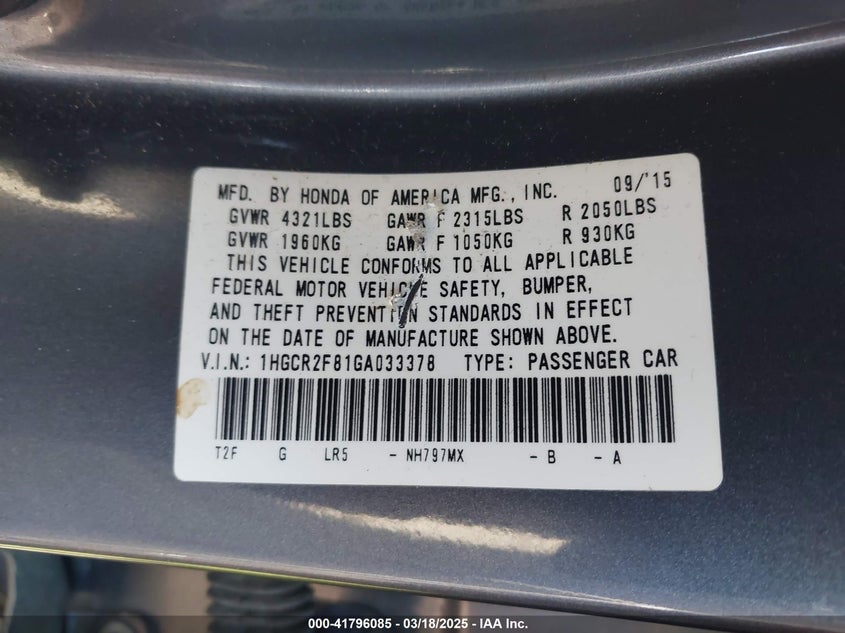 MFD. BY HONDA OF AMERICA MFG., INC. 09/'15
GVWR 4321LBS GAWR F 2315LBS R 2050LBS
GVWR 1960KG GAWR F 1050KG R 930KG
THIS VEHICLE CONFORMS TO ALL APPLICABLE
FEDERAL MOTOR VEHICLE SAFETY, BUMPER,
AND THEFT PREVENTION STANDARDS IN EFFECT
ON THE DATE OF MANUFACTURE SHOWN ABOVE.
V.I.N.: 1HGCR2F81GA033378 TYPE: PASSENGER CAR
T2F G LR5 - NH797MX - B - A
000-41796085 / 03/18/2025 - IAA Inc.